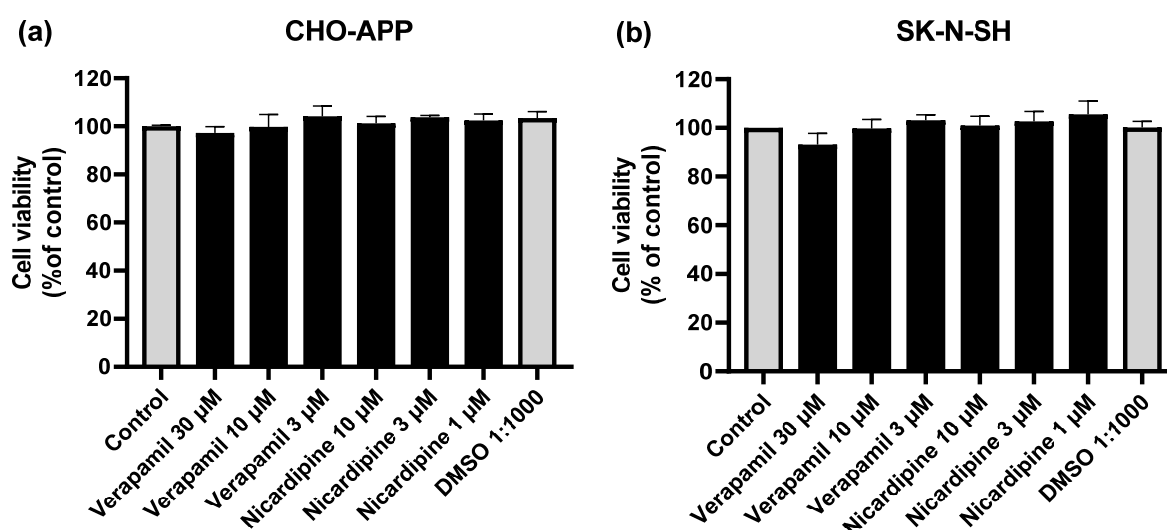 (a)
CHO-APP
Cell viability
(%of control)
120
100
80
60
40
20
0
Control
Verapamil 30 µM
Verapamil 10 µM
Verapamil 3 µM
Nicardipine 10 µM
Nicardipine 3 µM
Nicardipine 1 µM
DMSO 1:1000
(b)
SK-N-SH
Cell viability
(% of control)
120
100
80
60
40
20
0
Control
Verapamil 30 µM
Verapamil 10 µM
Verapamil 3 µM
Nicardipine 10 µM
Nicardipine 3 µM
Nicardipine 1 µM
DMSO 1:1000